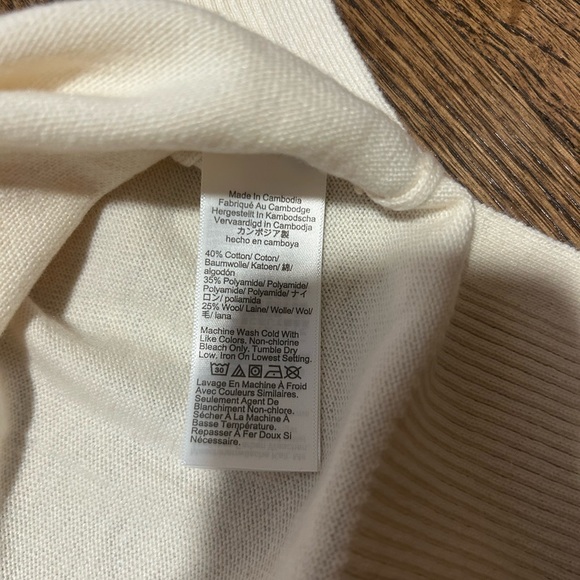 Made In Cambodia
Fabriqué Au Cambodge
Hergestellt In Kambodscha
Vervaardigd In Cambodja
カンボジア製
hecho en camboya
40% Cotton/ Coton/
Baumwolle/ Katoen/ 綿/
algodón
35% Polyamide/ Polyamide/
Polyamide/ Polyamide/ ナイ
ロン/ poliamida
25% Wool/ Laine/ Wolle/ Wol/
毛/ lana
Machine Wash Cold With
Like Colors. Non-chlorine
Bleach Only. Tumble Dry
Low. Iron On Lowest Setting.
30
Lavage En Machine À Froid
Avec Couleurs Similaires.
Seulement Agent De
Blanchiment Non-chlore.
Sécher À La Machine À
Basse Température.
Repasser À Fer Doux Si
Nécessaire.